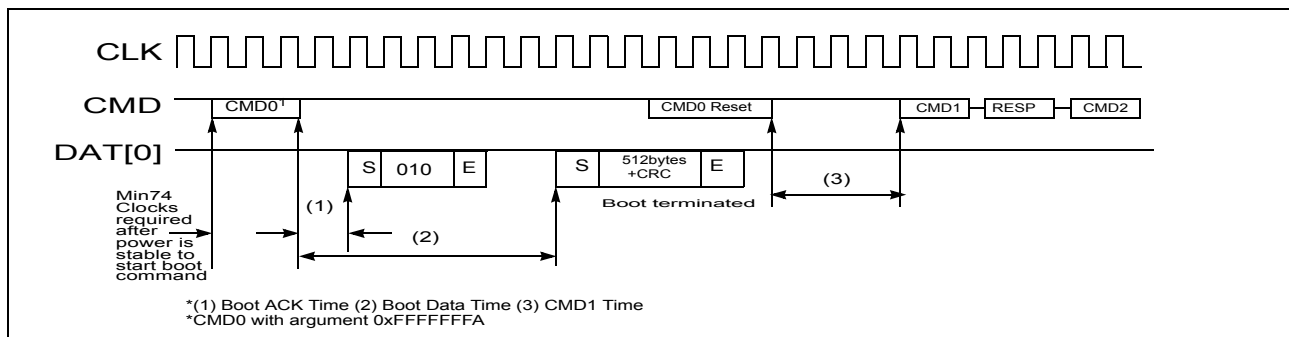 CLK
CMD
CMD0¹
CMD0 Reset
CMD1
RESP
CMD2
DAT[0]
S
010
E
S
512bytes
+CRC
E
Min74
Clocks
required
after
power is
stable to
start boot
command
(1)
(2)
Boot terminated
(3)
*(1) Boot ACK Time (2) Boot Data Time (3) CMD1 Time
*CMD0 with argument 0xFFFFFFFA